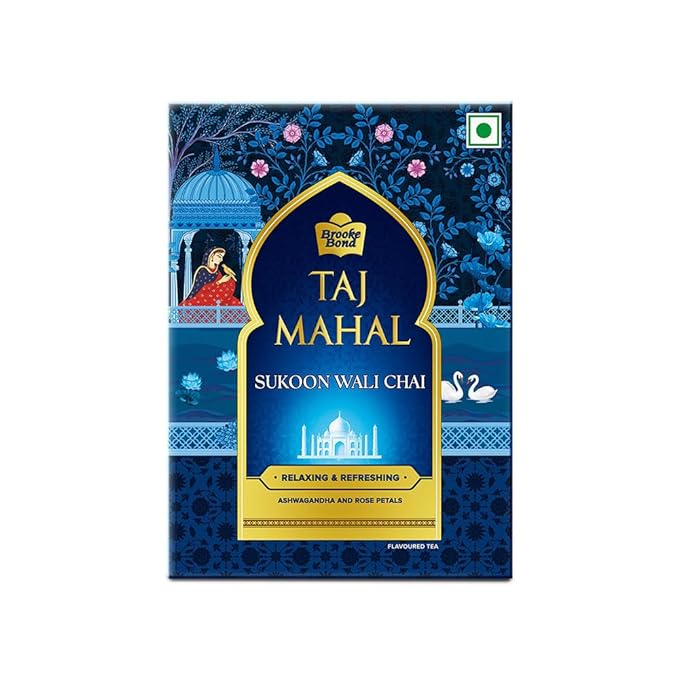 Brooke
Bond
TAJ
MAHAL
SUKOON WALI CHAI
• RELAXING & REFRESHING •
ASHWAGANDHA AND ROSE PETALS
FLAVOURED TEA